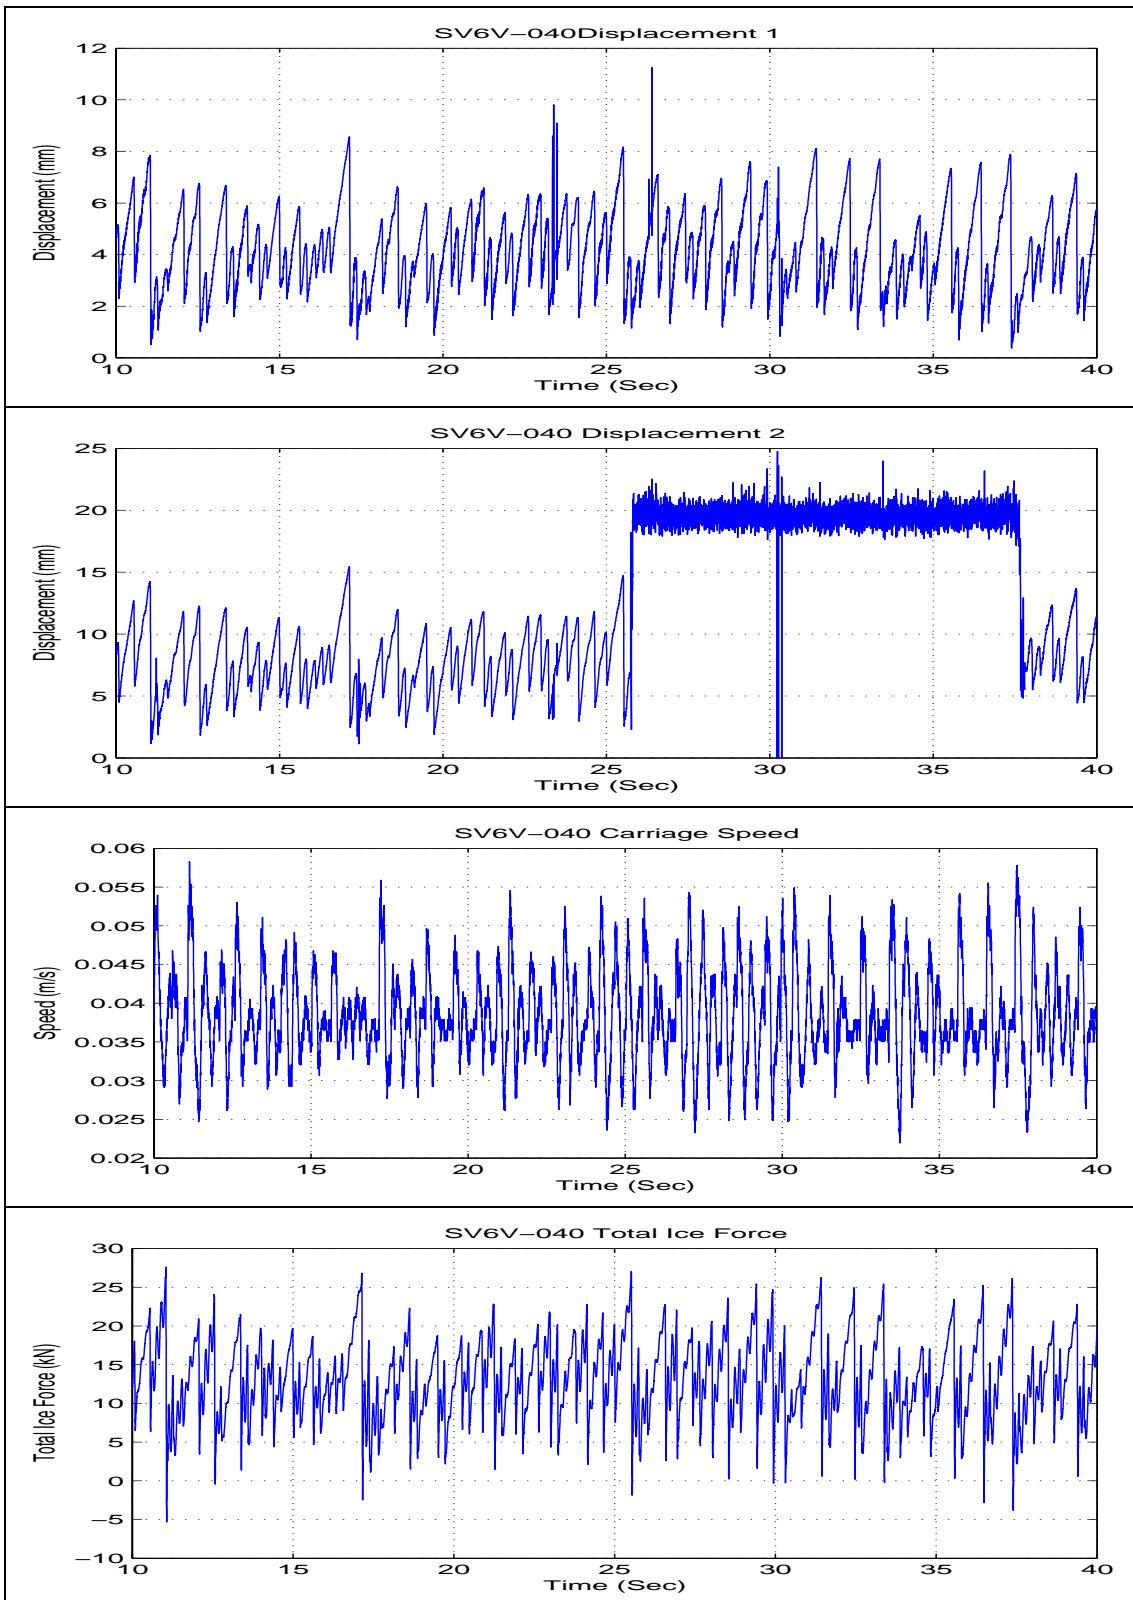 SV6V−040Displacement 1
12
10
8
6
4
2
0
Displacement (mm)
10 15 20 25 30 35 40
Time (Sec)
SV6V−040 Displacement 2
25
20
15
10
5
0
Displacement (mm)
10 15 20 25 30 35 40
Time (Sec)
SV6V−040 Carriage Speed
0.06
0.055
0.05
0.045
0.04
0.035
0.03
0.025
0.02
Speed (m/s)
10 15 20 25 30 35 40
Time (Sec)
SV6V−040 Total Ice Force
30
25
20
15
10
5
0
−5
−10
Total Ice Force (kN)
10 15 20 25 30 35 40
Time (Sec)